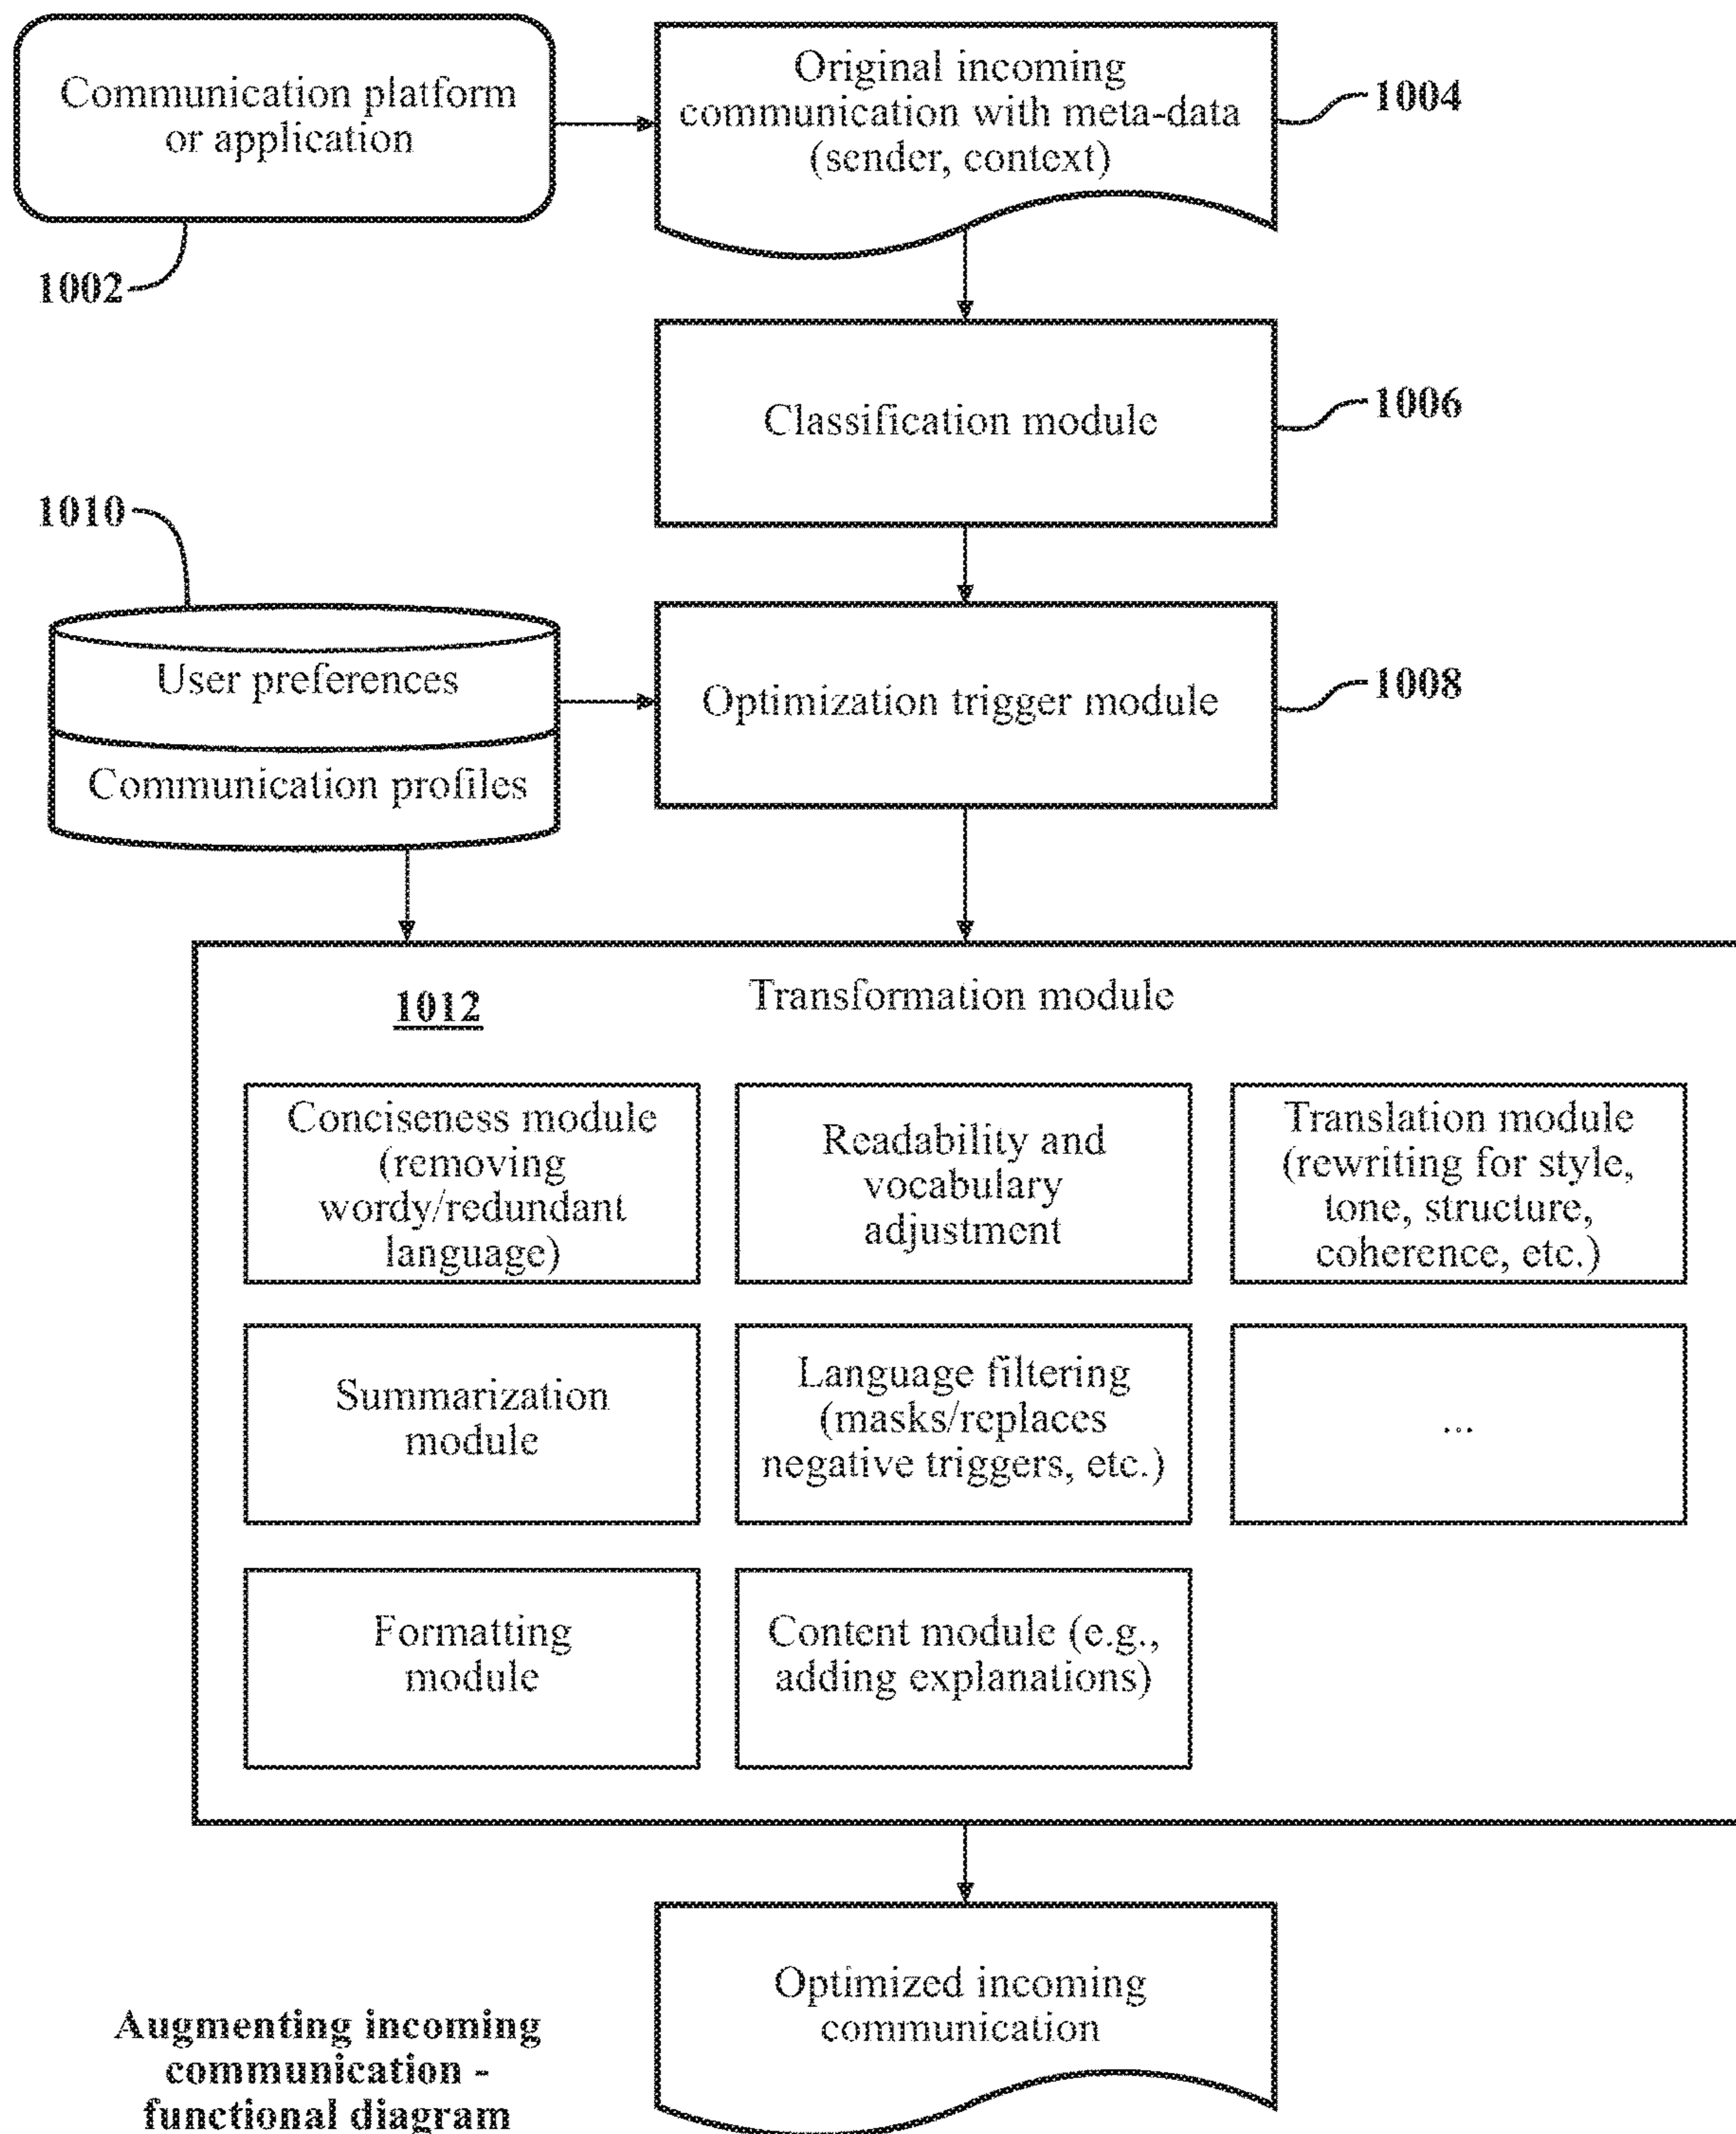 Communication platform
or application
1002
Original incoming
communication with meta-data
(sender, context)
1004
Classification module
1006
1010
User preferences
Communication profiles
Optimization trigger module
1008
1012
Transformation module
Conciseness module
(removing
wordy/redundant
language)
Readability and
vocabulary
adjustment
Translation module
(rewriting for style,
tone, structure,
coherence, etc.)
Summarization
module
Language filtering
(masks/replaces
negative triggers, etc.)
...
Formatting
module
Content module (e.g.,
adding explanations)
Optimized incoming
communication
Augmenting incoming
communication -
functional diagram